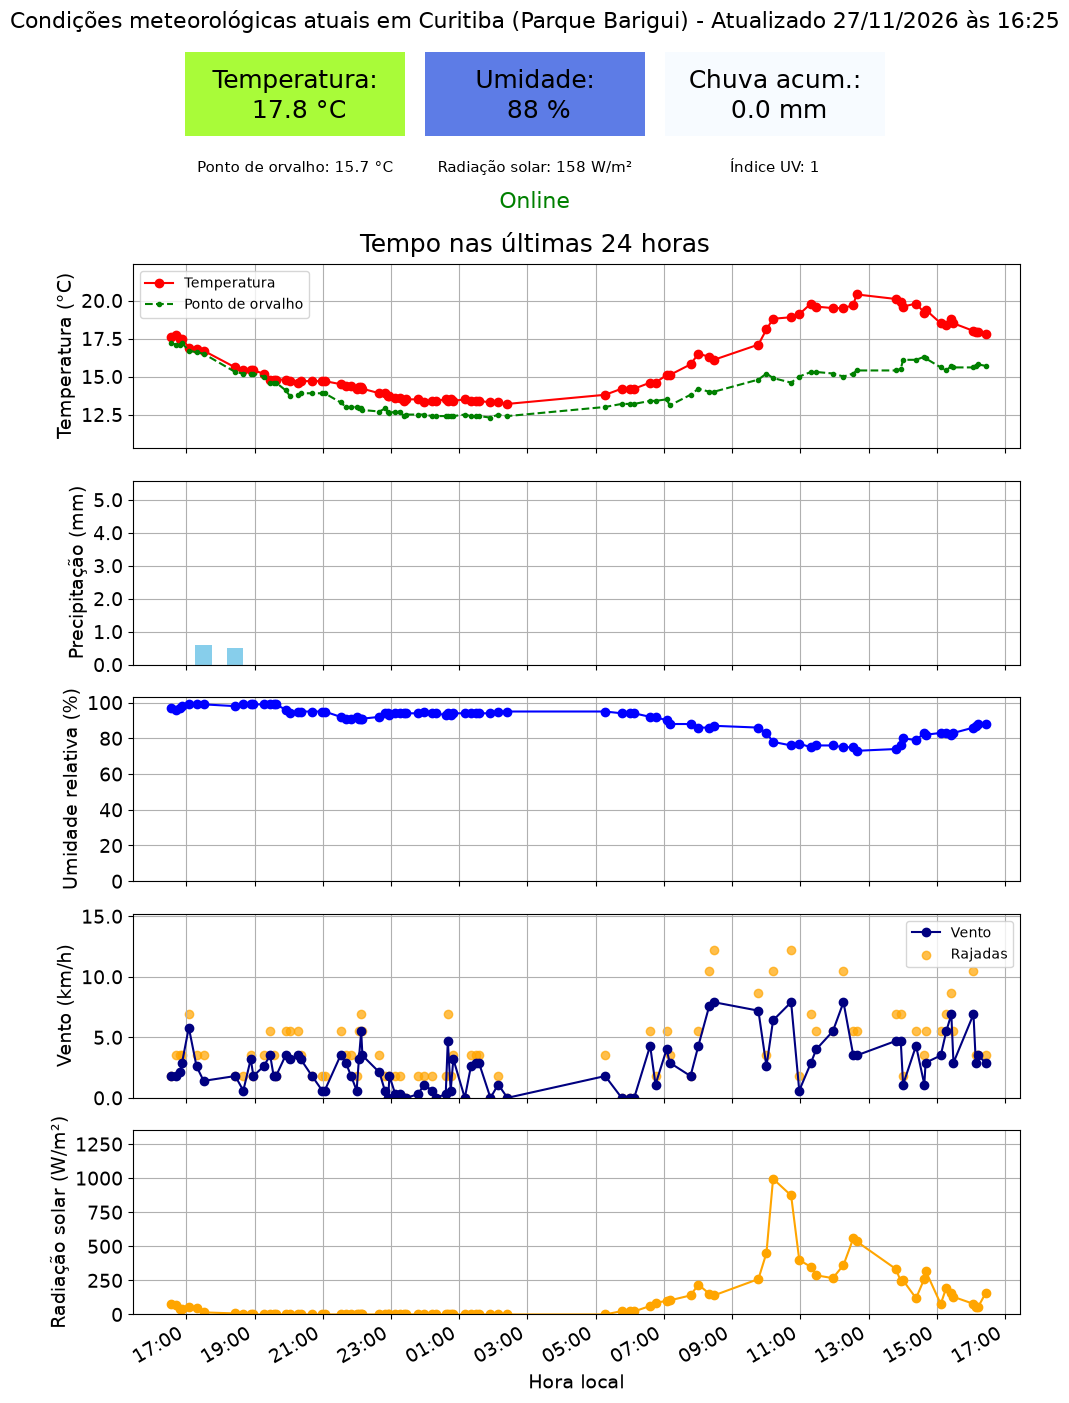 Condições meteorológicas atuais em Curitiba (Parque Barigui) - Atualizado 27/11/2026 às 16:25
Temperatura:
17.8 °C
Umidade:
88 %
Chuva acum.:
0.0 mm
Ponto de orvalho: 15.7 °C
Radiação solar: 158 W/m²
Índice UV: 1
Online
Tempo nas últimas 24 horas
Temperatura (°C)
20.0
17.5
15.0
12.5
Temperatura
Ponto de orvalho
Precipitação (mm)
5.0
4.0
3.0
2.0
1.0
0.0
Umidade relativa (%)
100
80
60
40
20
0
Vento (km/h)
15.0
10.0
5.0
0.0
Vento
Rajadas
Radiação solar (W/m²)
1250
1000
750
500
250
0
17:00
19:00
21:00
23:00
01:00
03:00
05:00
07:00
09:00
11:00
13:00
15:00
17:00
Hora local